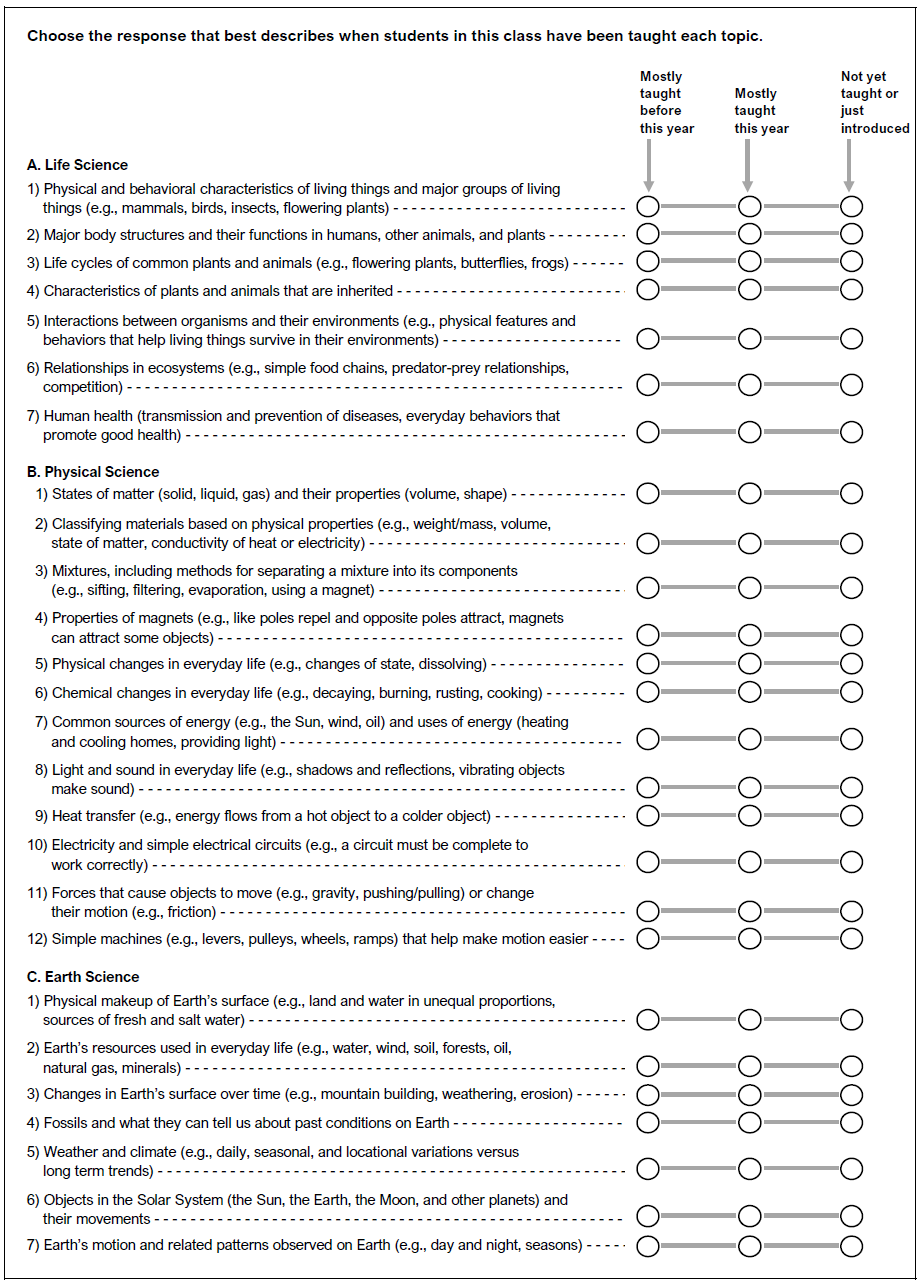 Choose the response that best describes when students in this class have been taught each topic.
Mostly
taught
before
this year
Mostly
taught
this year
Not yet
taught or
just
introduced
A. Life Science
1) Physical and behavioral characteristics of living things and major groups of living
things (e.g., mammals, birds, insects, flowering plants)
2) Major body structures and their functions in humans, other animals, and plants
3) Life cycles of common plants and animals (e.g., flowering plants, butterflies, frogs)
4) Characteristics of plants and animals that are inherited
5) Interactions between organisms and their environments (e.g., physical features and
behaviors that help living things survive in their environments)
6) Relationships in ecosystems (e.g., simple food chains, predator-prey relationships,
competition)
7) Human health (transmission and prevention of diseases, everyday behaviors that
promote good health)
B. Physical Science
1) States of matter (solid, liquid, gas) and their properties (volume, shape)
2) Classifying materials based on physical properties (e.g., weight/mass, volume,
state of matter, conductivity of heat or electricity)
3) Mixtures, including methods for separating a mixture into its components
(e.g., sifting, filtering, evaporation, using a magnet)
4) Properties of magnets (e.g., like poles repel and opposite poles attract, magnets
can attract some objects)
5) Physical changes in everyday life (e.g., changes of state, dissolving)
6) Chemical changes in everyday life (e.g., decaying, burning, rusting, cooking)
7) Common sources of energy (e.g., the Sun, wind, oil) and uses of energy (heating
and cooling homes, providing light)
8) Light and sound in everyday life (e.g., shadows and reflections, vibrating objects
make sound)
9) Heat transfer (e.g., energy flows from a hot object to a colder object)
10) Electricity and simple electrical circuits (e.g., a circuit must be complete to
work correctly)
11) Forces that cause objects to move (e.g., gravity, pushing/pulling) or change
their motion (e.g., friction)
12) Simple machines (e.g., levers, pulleys, wheels, ramps) that help make motion easier
C. Earth Science
1) Physical makeup of Earth’s surface (e.g., land and water in unequal proportions,
sources of fresh and salt water)
2) Earth’s resources used in everyday life (e.g., water, wind, soil, forests, oil,
natural gas, minerals)
3) Changes in Earth’s surface over time (e.g., mountain building, weathering, erosion)
4) Fossils and what they can tell us about past conditions on Earth
5) Weather and climate (e.g., daily, seasonal, and locational variations versus
long term trends)
6) Objects in the Solar System (the Sun, the Earth, the Moon, and other planets) and
their movements
7) Earth’s motion and related patterns observed on Earth (e.g., day and night, seasons)